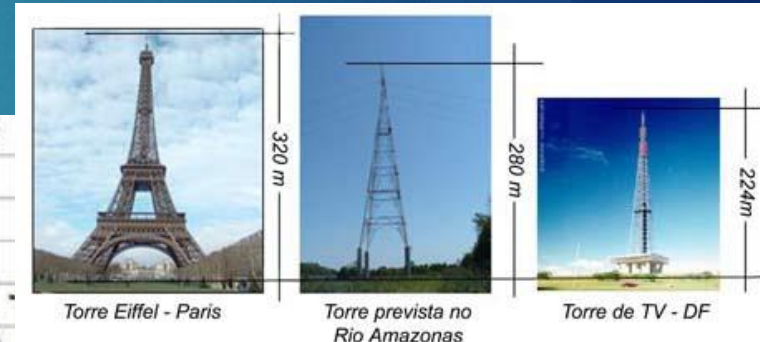 320 m
280 m
224m
Torre Eiffel - Paris
Torre prevista no
Rio Amazonas
Torre de TV - DF